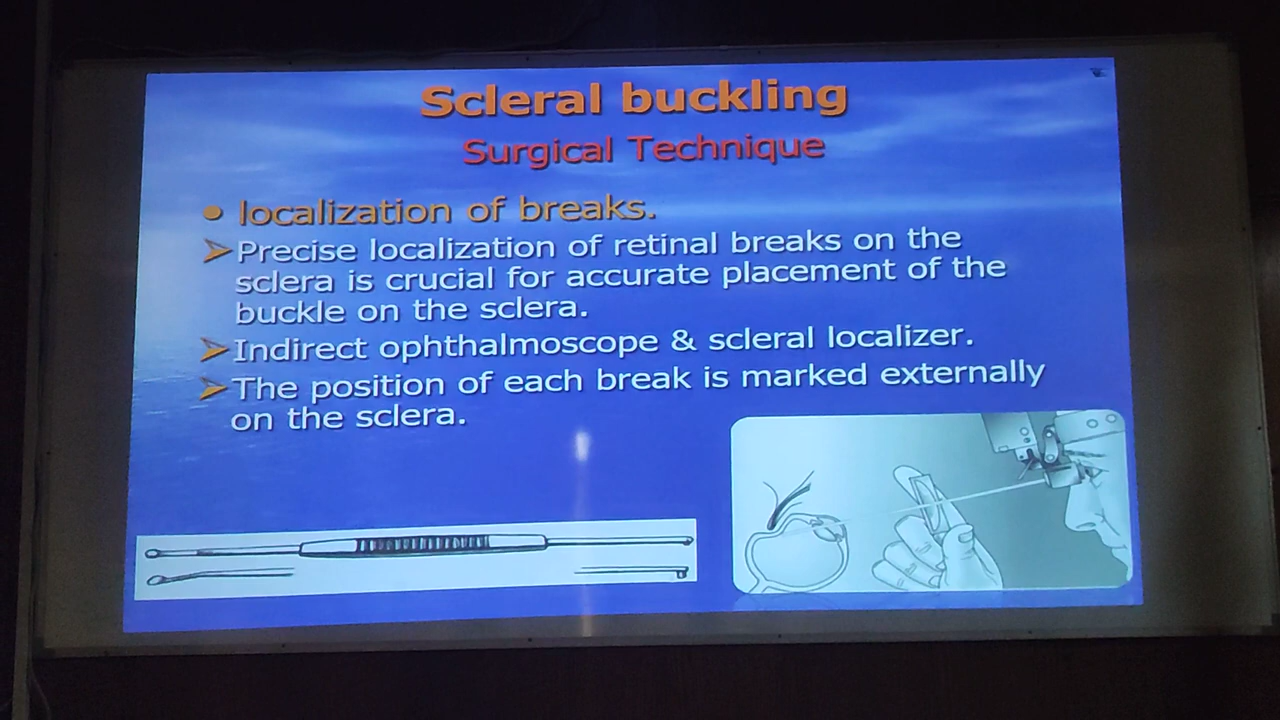 Scleral buckling
Surgical Technique
• localization of breaks.
➢Precise localization of retinal breaks on the
sclera is crucial for accurate placement of the
buckle on the sclera.
➢Indirect ophthalmoscope & scleral localizer.
➢The position of each break is marked externally
on the sclera.